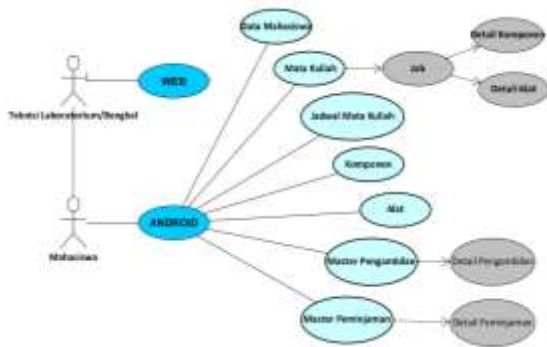 Data Mahasiswa
Detail Komponen
WEB
Mata Kuliah
Job
Detail Alat
Teknisi Laboratorium/Bengkel
Jadwal Mata Kuliah
Komponen
Alat
ANDROID
Mahasiswa
Master Pengambilan
Detail Pengambilan
Master Peminjaman
Detail Peminjaman